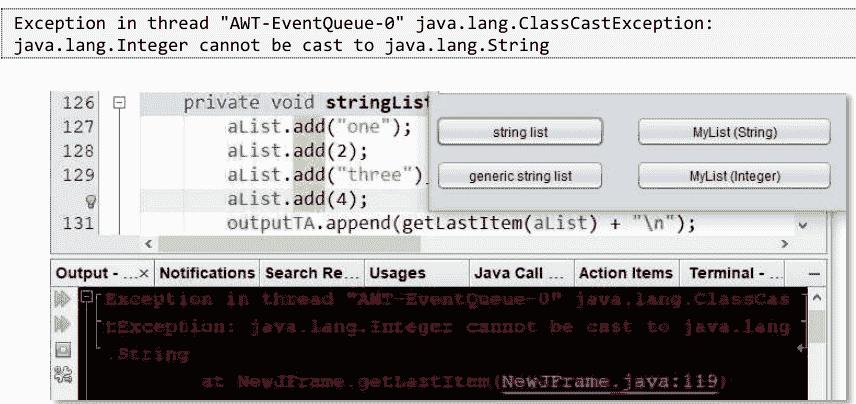 Exception in thread "AWT-EventQueue-0" java.lang.ClassCastException:
java.lang.Integer cannot be cast to java.lang.String
126 private void stringList
127 aList.add("one");
128 aList.add(2);
129 aList.add("three")
aList.add(4);
131 outputTA.append(getLastItem(aList) + "\n");
string list
MyList (String)
generic string list
MyList (Integer)
Output - ...× Notifications Search Re... Usages Java Call ... Action Items Terminal - ...
Exception in thread "AWT-EventQueue-0" java.lang.ClassCas
tException: java.lang.Integer cannot be cast to java.lang
.String
at NewJFrame.getLastItem(NewJFrame.java:119)